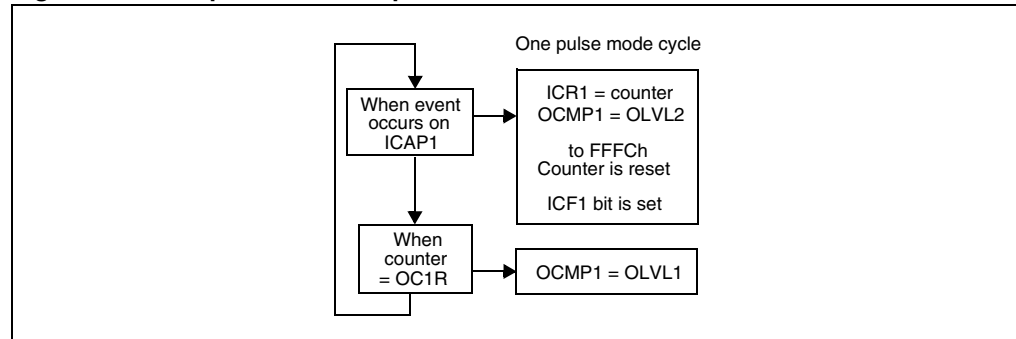 One pulse mode cycle
When event
occurs on
ICAP1
ICR1 = counter
OCMP1 = OLVL2
to FFFCh
Counter is reset
ICF1 bit is set
When
counter
= OC1R
OCMP1 = OLVL1